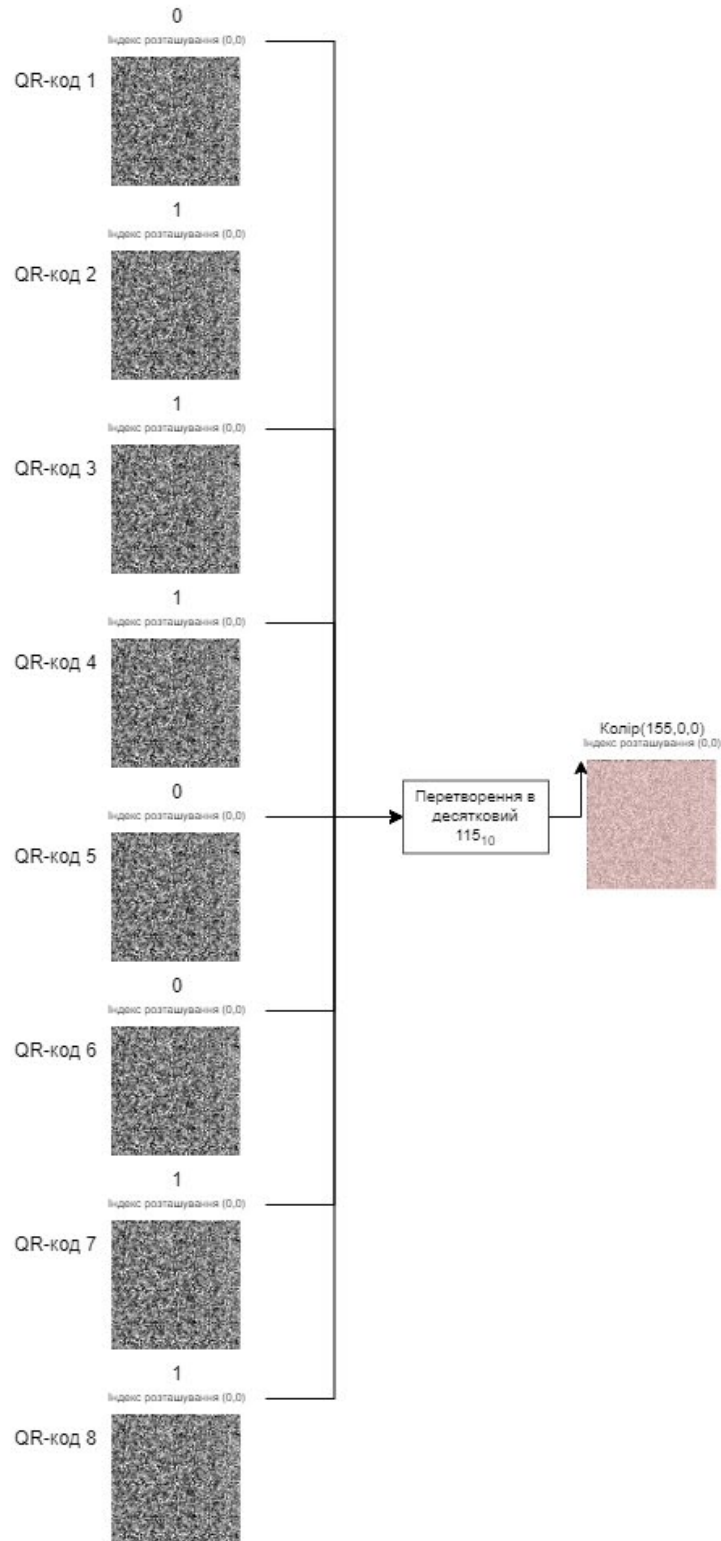 0
Індекс розташування (0,0)
QR-код 1
1
Індекс розташування (0,0)
QR-код 2
1
Індекс розташування (0,0)
QR-код 3
1
Індекс розташування (0,0)
QR-код 4
0
Індекс розташування (0,0)
QR-код 5
0
Індекс розташування (0,0)
QR-код 6
1
Індекс розташування (0,0)
QR-код 7
1
Індекс розташування (0,0)
QR-код 8
Перетворення в
десятковий
115₁₀
Колір(155,0,0)
Індекс розташування (0,0)